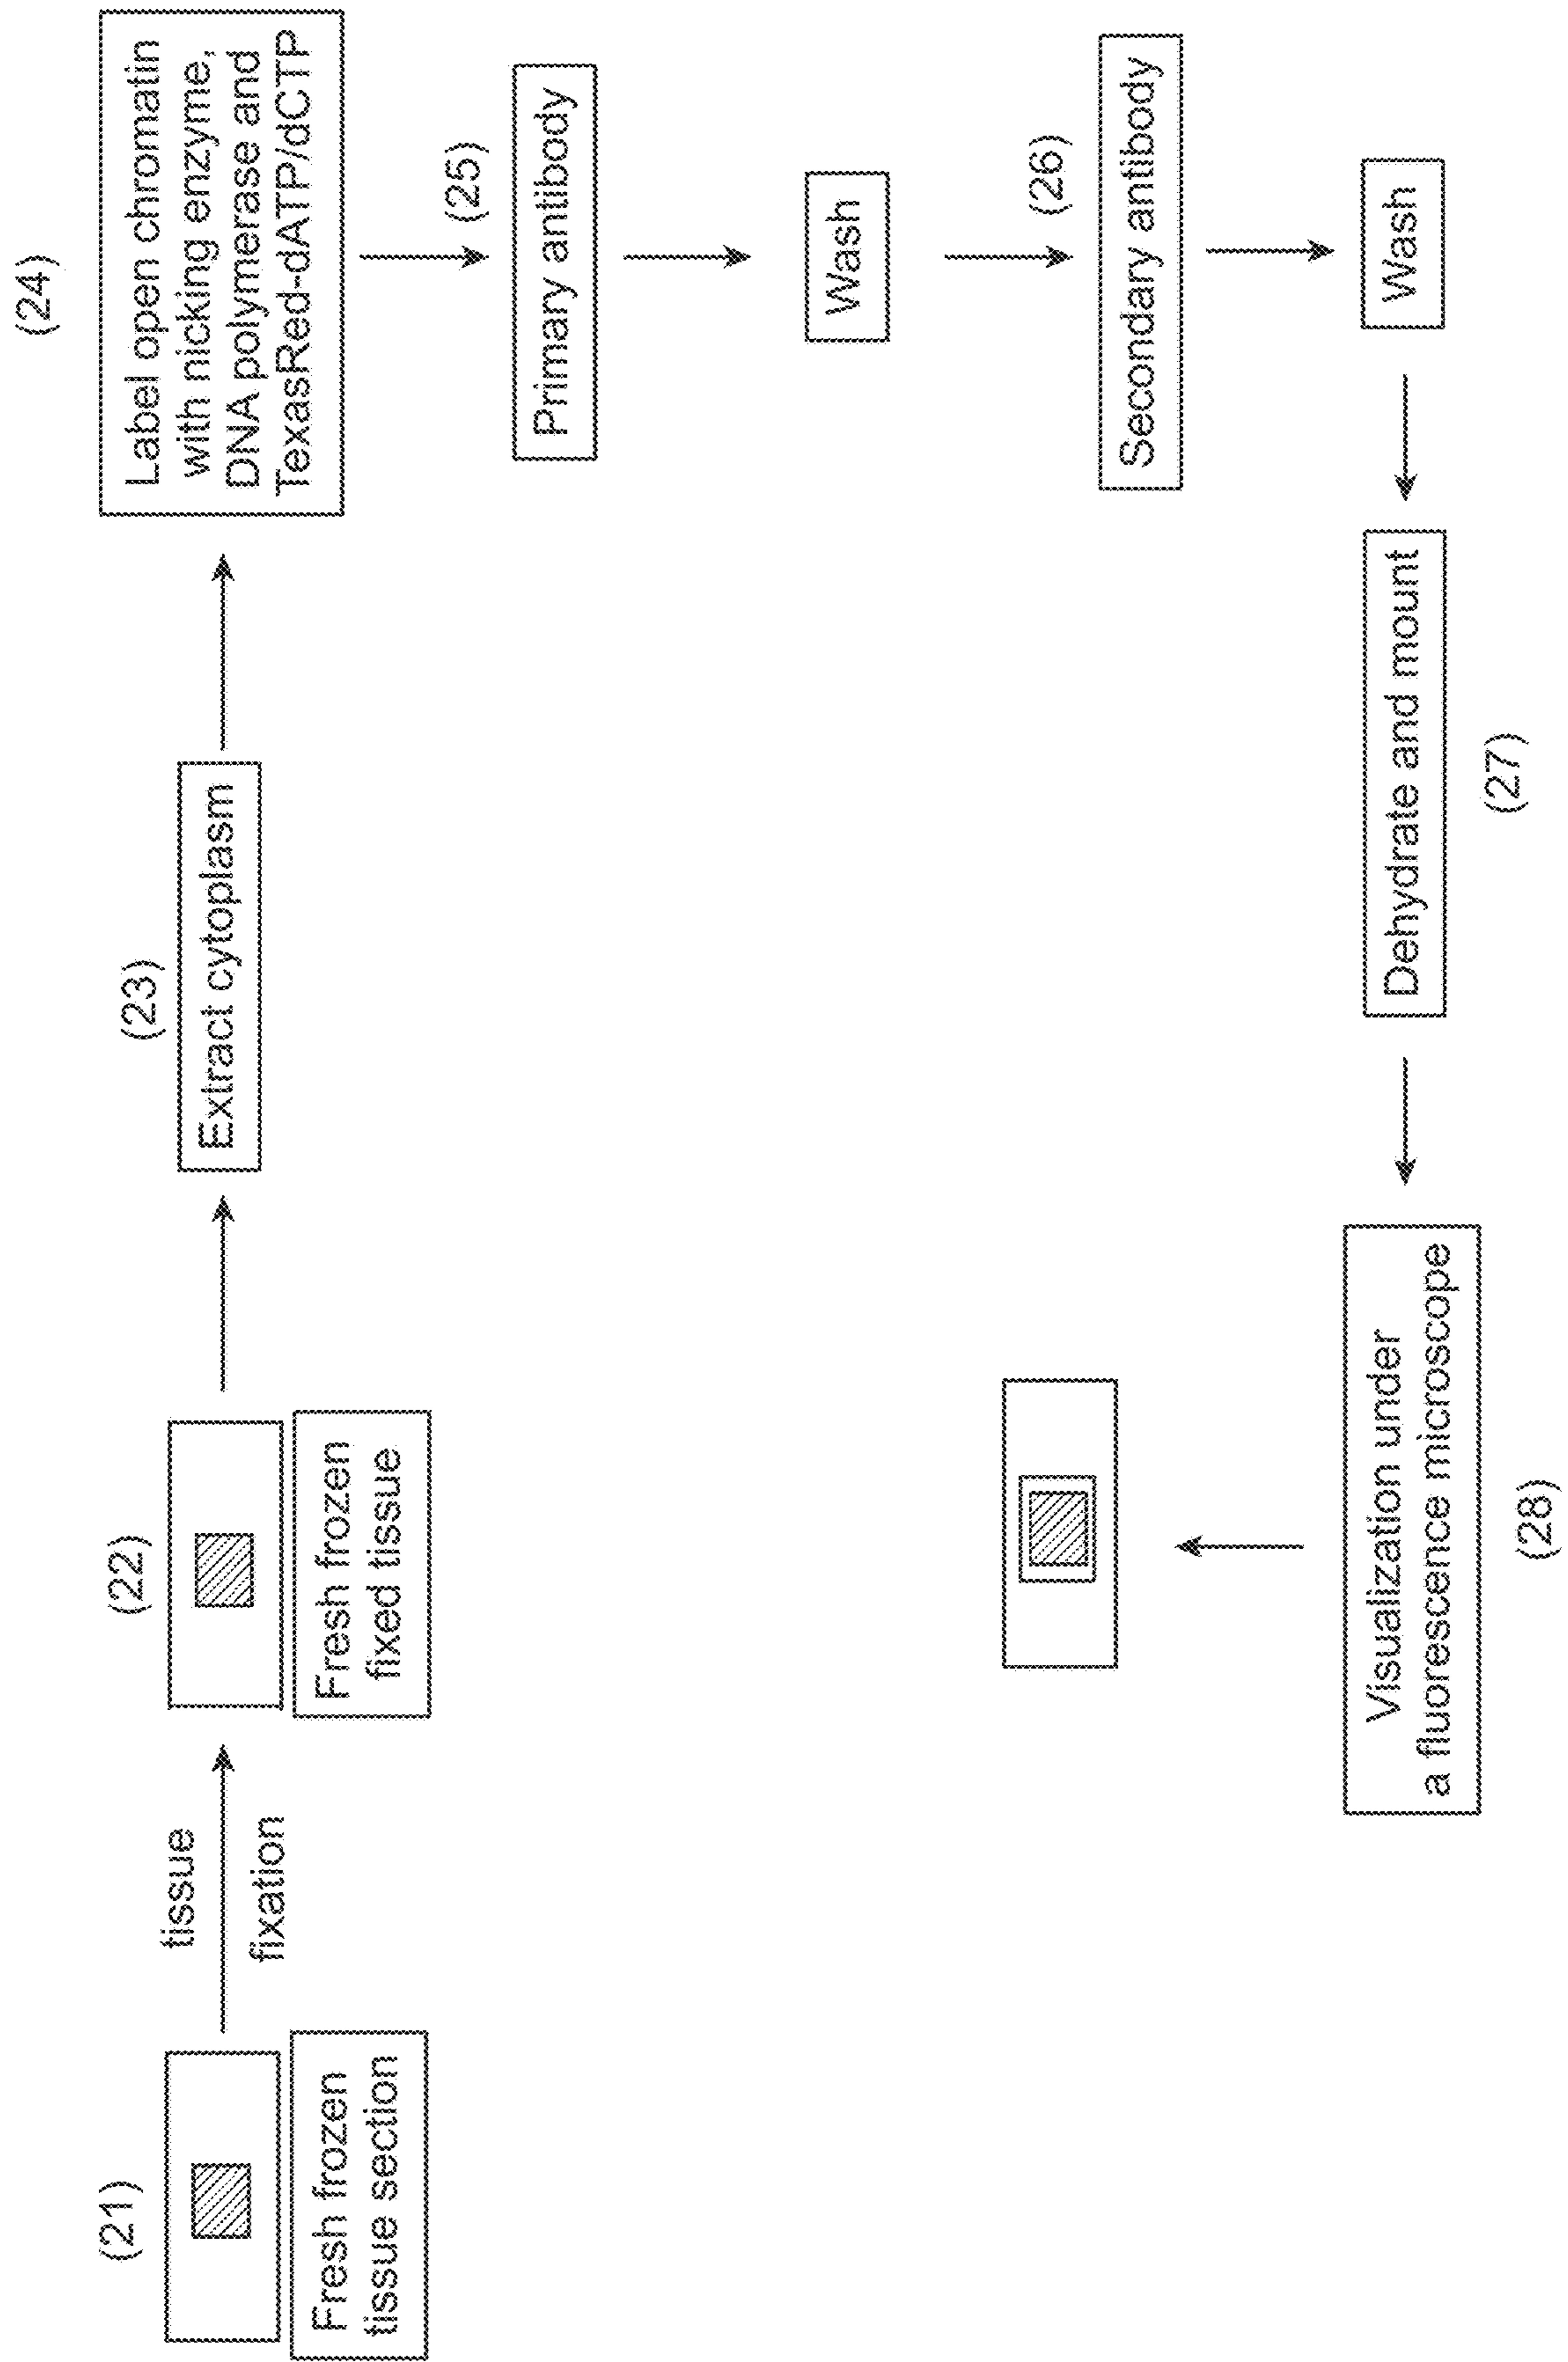 (21)
Fresh frozen
tissue section
tissue
fixation
(22)
Fresh frozen
fixed tissue
(23)
Extract cytoplasm
(24)
Label open chromatin
with nicking enzyme,
DNA polymerase and
TexasRed-dATP/dCTP
(25)
Primary antibody
Wash
(26)
Secondary antibody
Wash
Dehydrate and mount
(27)
Visualization under
a fluorescence microscope
(28)